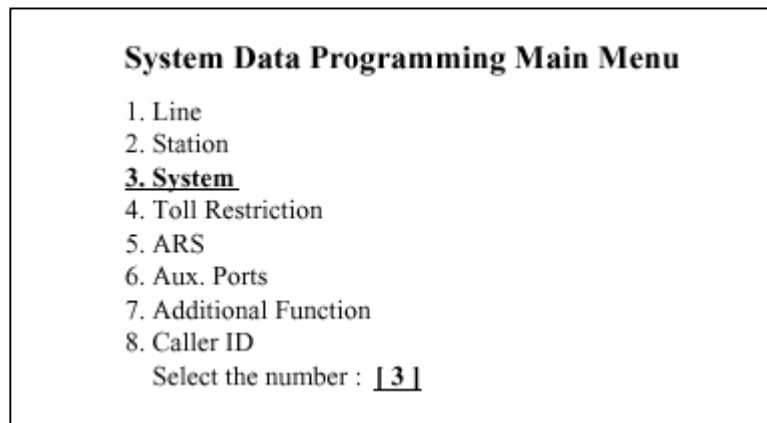 System Data Programming Main Menu
1. Line
2. Station
3. System
4. Toll Restriction
5. ARS
6. Aux. Ports
7. Additional Function
8. Caller ID
Select the number : [ 3 ]